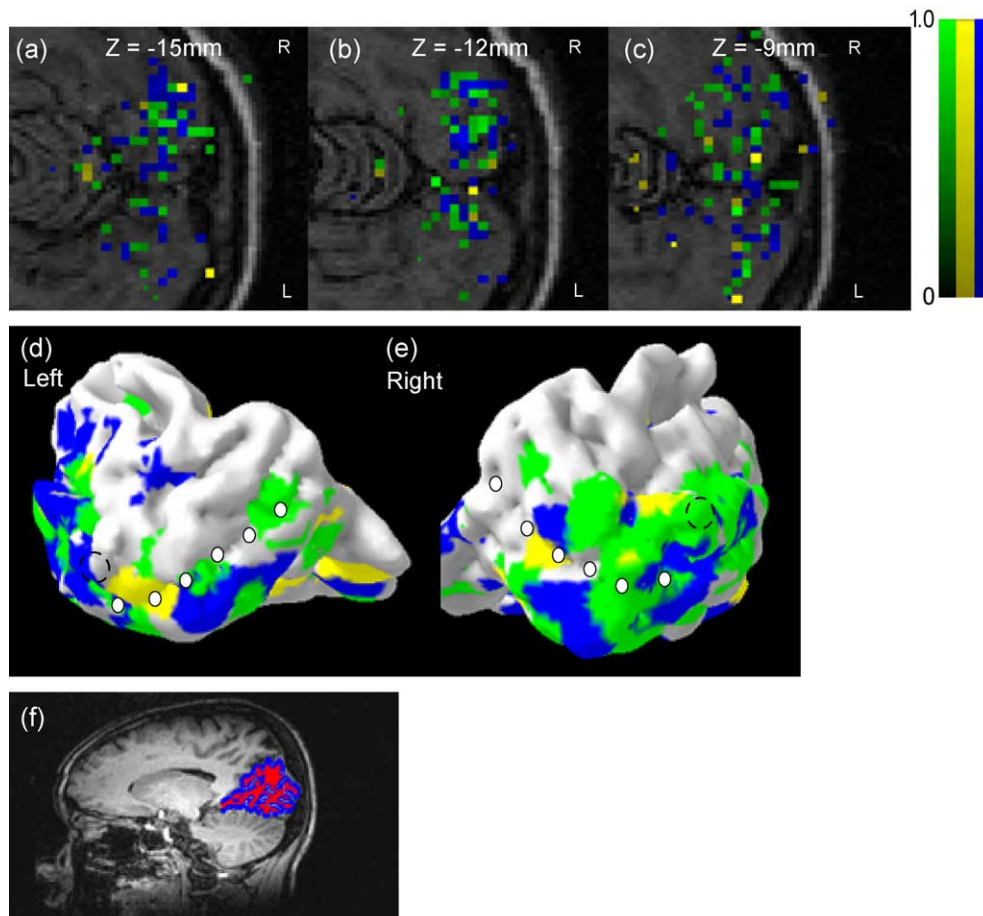 (a) Z = -15mm R
L
(b) Z = -12mm R
L
(c) Z = -9mm R
L
1.0
0
(d)
Left
(e)
Right
(f)